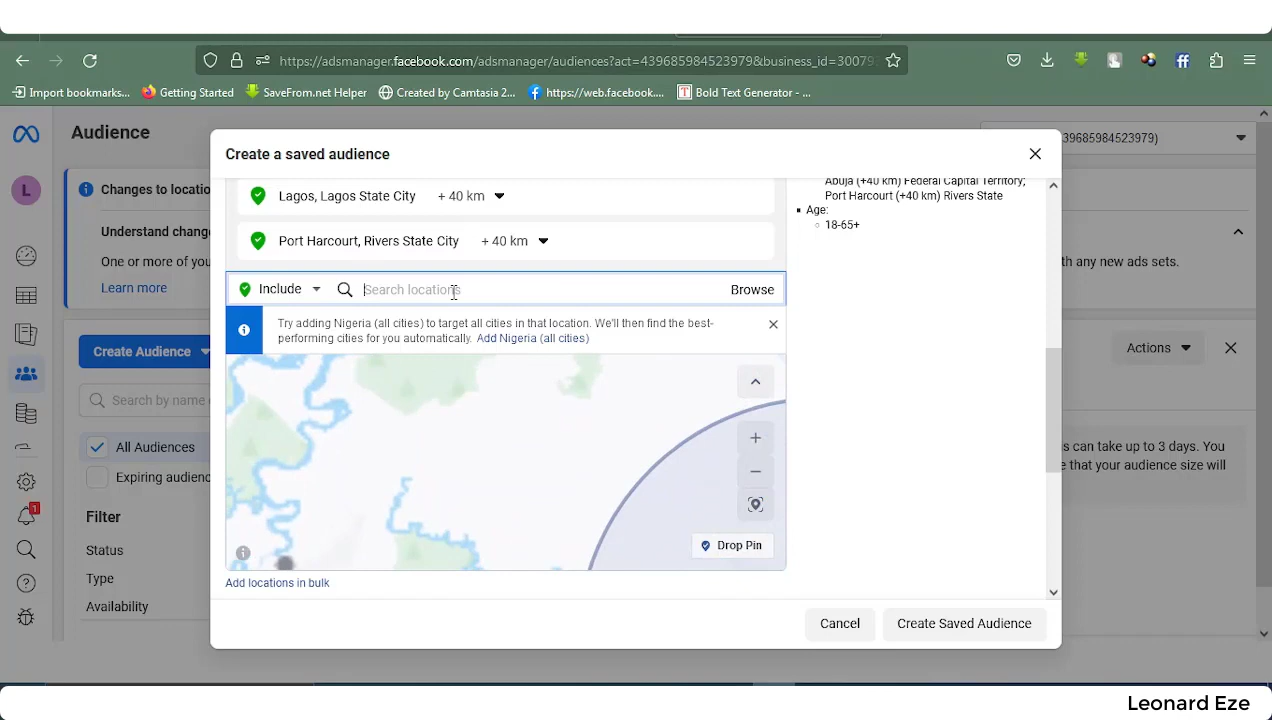 https://adsmanager.facebook.com/adsmanager/audiences?act=439685984523979&business_id=30079
Import bookmarks...
Getting Started
SaveFrom.net Helper
Created by Camtasia 2...
https://web.facebook....
Bold Text Generator - ...
Audience
39685984523979)
Create a saved audience
L
Changes to locatio
Understand change
One or more of you
Learn more
ith any new ad sets.
Lagos, Lagos State City + 40 km
Port Harcourt, Rivers State City + 40 km
Abuja (+40 km) Federal Capital Territory;
Port Harcourt (+40 km) Rivers State
Age:
18-65+
Include
Search locations
Browse
Try adding Nigeria (all cities) to target all cities in that location. We'll then find the best-
performing cities for you automatically. Add Nigeria (all cities)
Create Audience
Actions
Search by name o
All Audiences
Expiring audienc
s can take up to 3 days. You
e that your audience size will
Filter
Status
Type
Availability
1
Drop Pin
Add locations in bulk
Cancel
Create Saved Audience
Leonard Eze